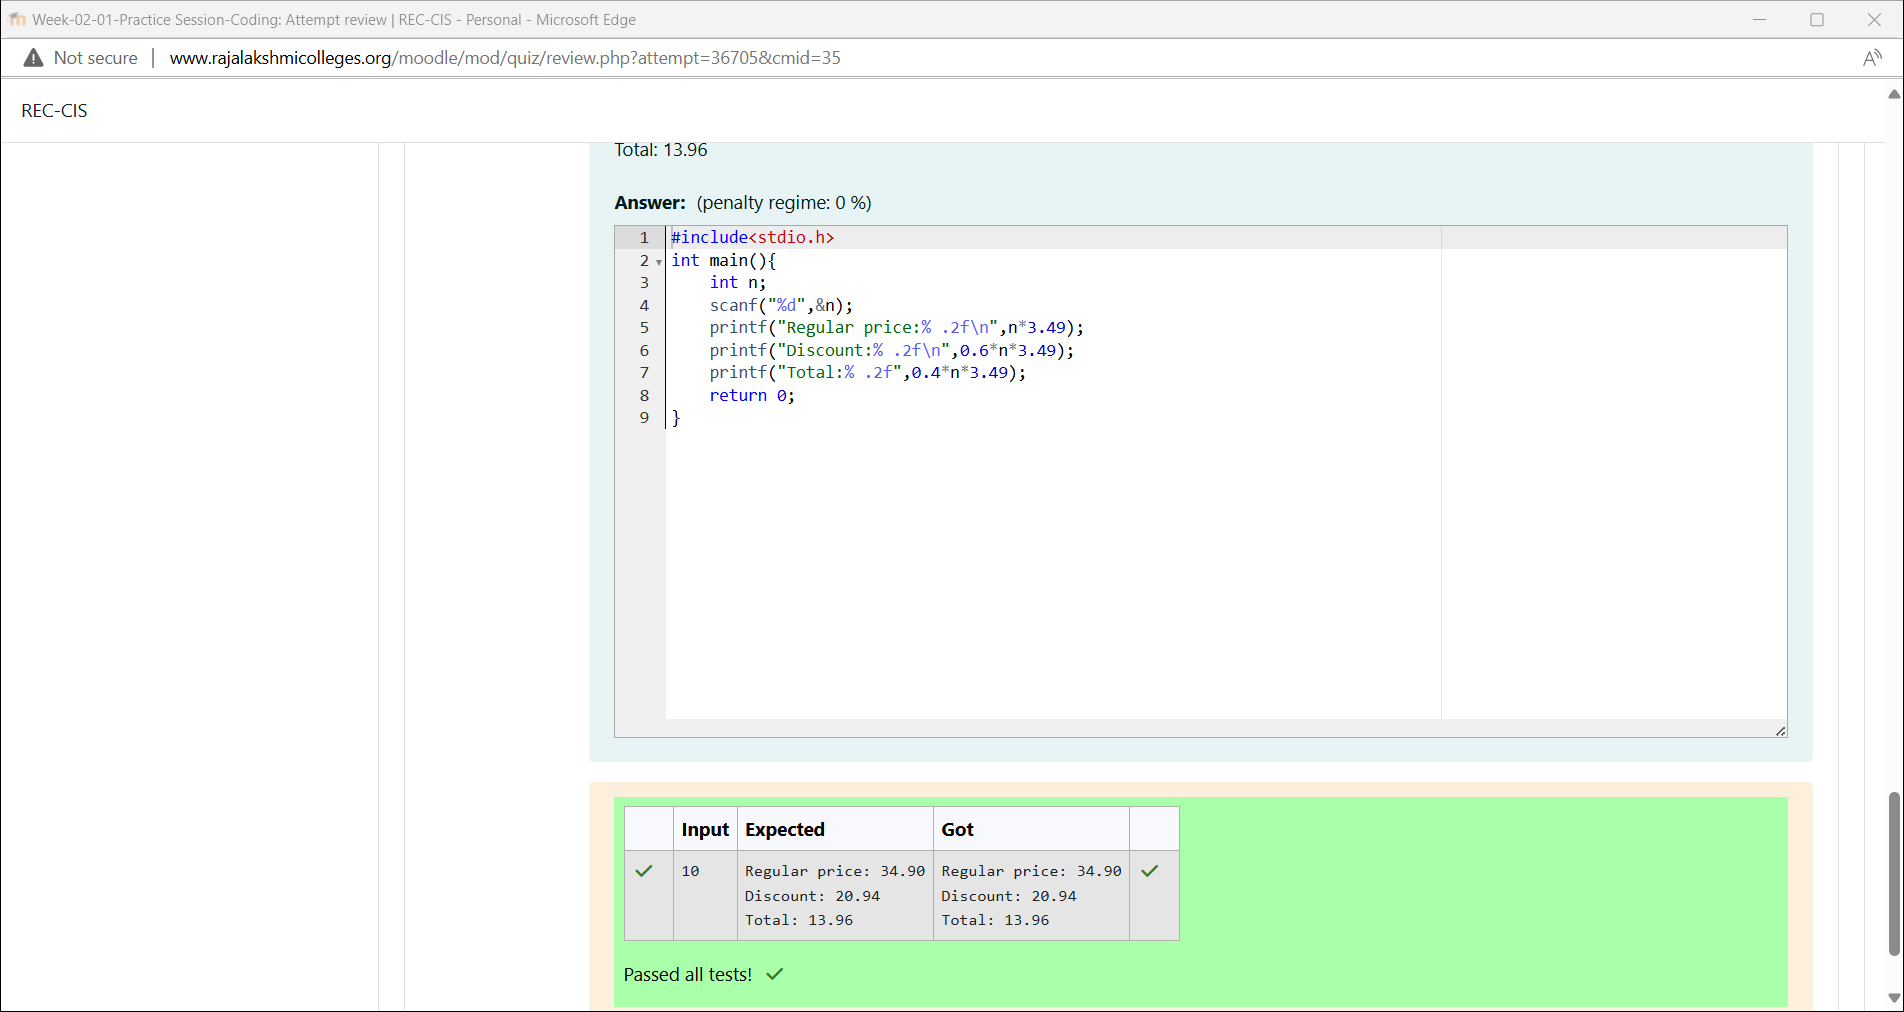 Week-02-01-Practice Session-Coding: Attempt review | REC-CIS - Personal - Microsoft Edge
Not secure | www.rajalakshmicolleges.org/moodle/mod/quiz/review.php?attempt=36705&cmid=35
REC-CIS
Total: 13.96
Answer: (penalty regime: 0 %)
1 #include<stdio.h>
2 int main(){
3     int n;
4     scanf("%d",&n);
5     printf("Regular price:% .2f\n",n*3.49);
6     printf("Discount:% .2f\n",0.6*n*3.49);
7     printf("Total:% .2f",0.4*n*3.49);
8     return 0;
9 }
Input Expected Got
10 Regular price: 34.90 Regular price: 34.90
Discount: 20.94 Discount: 20.94
Total: 13.96 Total: 13.96
Passed all tests!